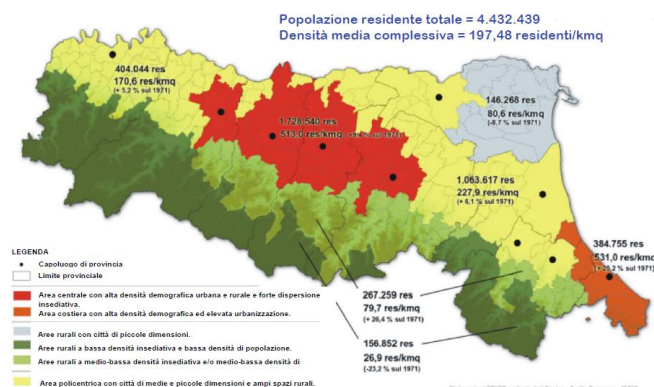 Popolazione residente totale = 4.432.439
Densità media complessiva = 197,48 residenti/kmq
404.044 res
170,6 res/kmq
(+ 5,2 % sul 1971)
146.268 res
80,6 res/kmq
(-8,7 % sul 1971)
1.728.540 res
513,0 res/kmq
% sul 1971)
1.063.617 res
227,9 res/kmq
(+ 6,1 % sul 1971)
384.755 res
531,0 res/kmq
(+ 25,2 % sul 1971)
267.259 res
79,7 res/kmq
(+ 26,4 % sul 1971)
156.852 res
26,9 res/kmq
(-23,2 % sul 1971)
LEGENDA
Capoluogo di provincia
Limite provinciale
Area centrale con alta densità demografica urbana e rurale e forte dispersione
insediativa.
Area costiera con alta densità demografica ed elevata urbanizzazione.
Aree rurali con città di piccole dimensioni.
Aree rurali a bassa densità insediativa e bassa densità di popolazione.
Aree rurali a medio-bassa densità insediativa e/o medio-bassa densità di
Area policentrica con città di medie e piccole dimensioni e ampi spazi rurali.